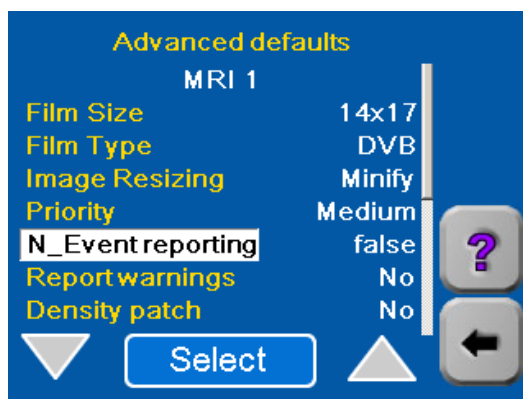 Advanced defaults
MRI 1
Film Size 14x17
Film Type DVB
Image Resizing Minify
Priority Medium
N_Event reporting false
Report warnings No
Density patch No
?
Select